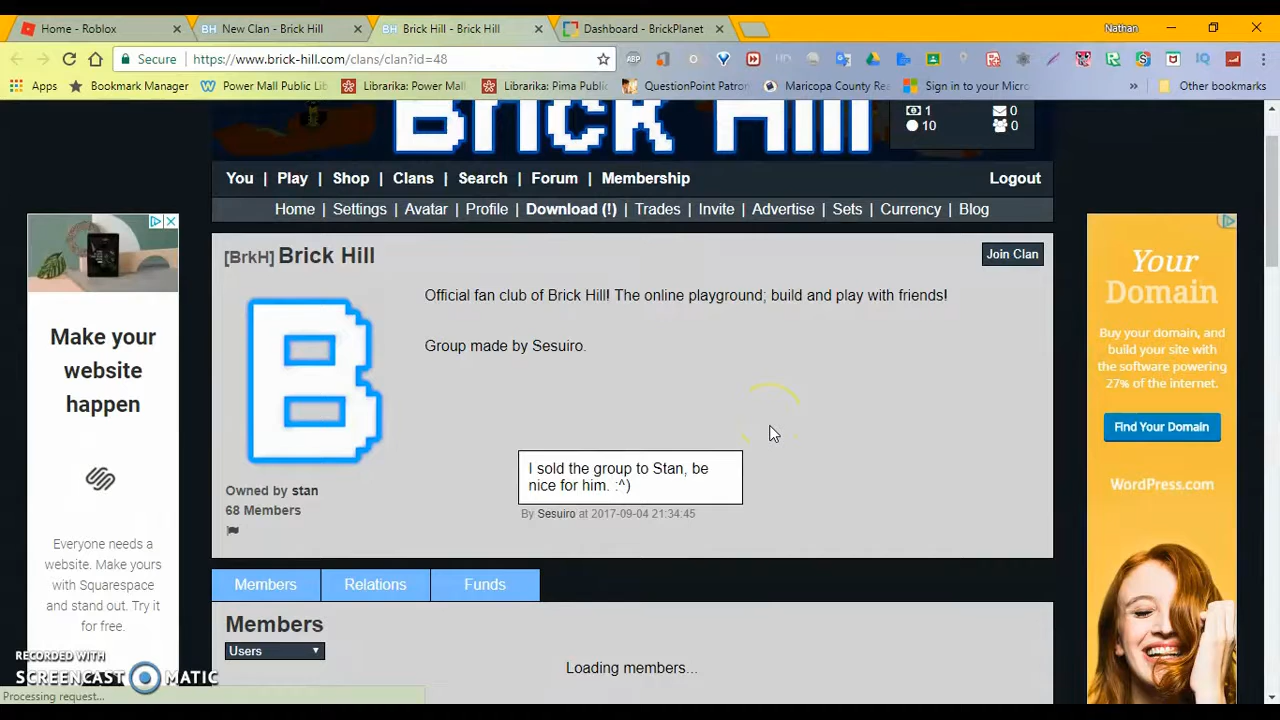 Home - Roblox
New Clan - Brick Hill
Brick Hill - Brick Hill
Dashboard - BrickPlanet
Nathan
Secure
https://www.brick-hill.com/clans/clan?id=48
Apps
Bookmark Manager
Power Mall Public Lib
Librarika: Power Mall
Librarika: Pima Public
QuestionPoint Patron
Maricopa County Rea
Sign in to your Micro
Other bookmarks
Brick Hill
1
0
10
0
You | Play | Shop | Clans | Search | Forum | Membership
Logout
Home | Settings | Avatar | Profile | Download (!) | Trades | Invite | Advertise | Sets | Currency | Blog
[BrkH] Brick Hill
Join Clan
Official fan club of Brick Hill! The online playground; build and play with friends!
Group made by Sesuiro.
B
I sold the group to Stan, be
nice for him. :^)
By Sesuiro at 2017-09-04 21:34:45
Owned by stan
68 Members
Members
Relations
Funds
Members
Users
Loading members...
Make your
website
happen
Everyone needs a
website. Make yours
with Squarespace
and stand out. Try it
for free.
Your
Domain
Buy your domain, and
build your site with
the software powering
27% of the internet.
Find Your Domain
WordPress.com
RECORDED WITH
SCREENCAST MATIC
Processing request...